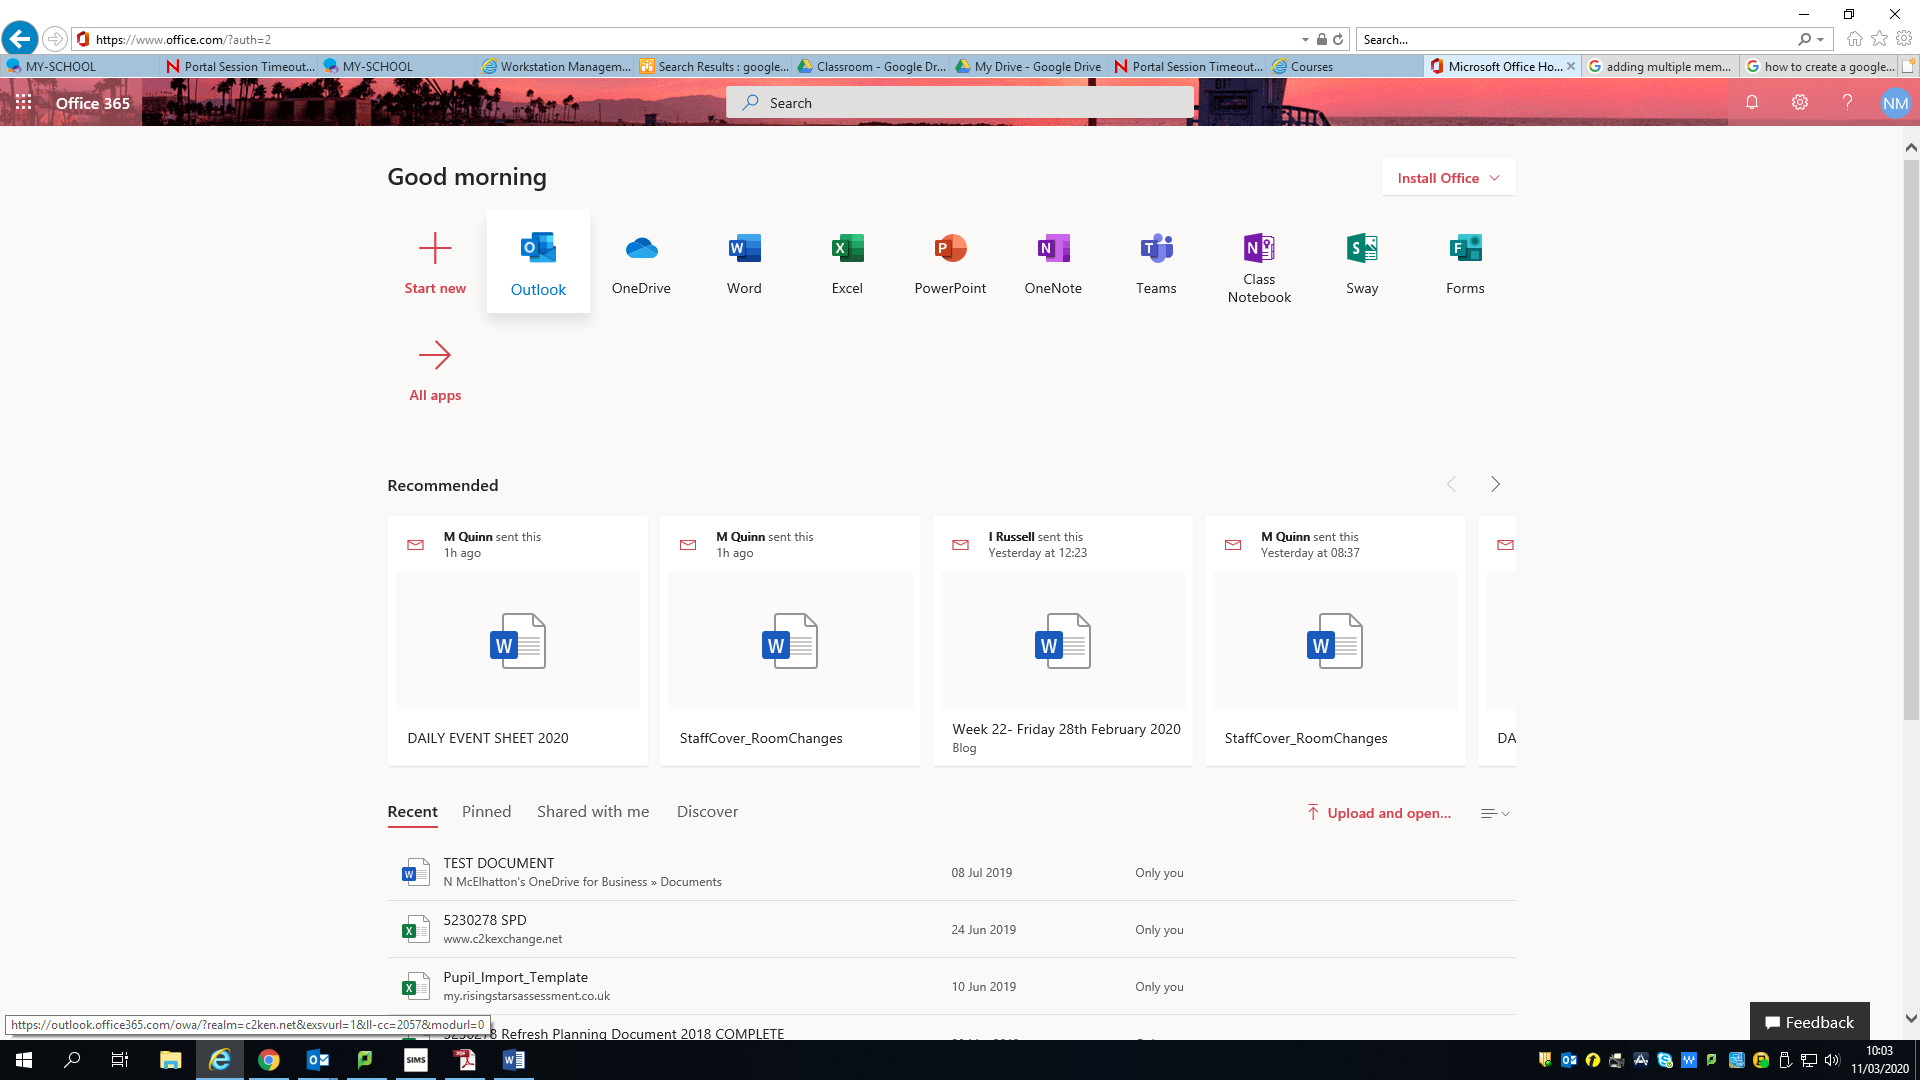 https://www.office.com/?auth=2
Search...
MY-SCHOOL
Portal Session Timeout...
MY-SCHOOL
Workstation Managem...
Search Results : google...
Classroom - Google Dr...
My Drive - Google Drive
Portal Session Timeout...
Courses
Microsoft Office Ho...
adding multiple mem...
how to create a google...
Office 365
Search
NM
Good morning
Install Office
Start new
Outlook
OneDrive
Word
Excel
PowerPoint
OneNote
Teams
Class
Notebook
Sway
Forms
All apps
Recommended
M Quinn sent this
1h ago
DAILY EVENT SHEET 2020
M Quinn sent this
1h ago
StaffCover_RoomChanges
I Russell sent this
Yesterday at 12:23
Week 22- Friday 28th February 2020
Blog
M Quinn sent this
Yesterday at 08:37
StaffCover_RoomChanges
DA
Recent
Pinned
Shared with me
Discover
Upload and open...
TEST DOCUMENT
N McElhatton's OneDrive for Business » Documents
08 Jul 2019
Only you
5230278 SPD
www.c2kexchange.net
24 Jun 2019
Only you
Pupil_Import_Template
my.risingstarsassessment.co.uk
10 Jun 2019
Only you
Refresh Planning Document 2018 COMPLETE
https://outlook.office365.com/owa/?realm=c2ken.net&exsvurl=1&ll-cc=2057&modurl=0
Feedback
SIMS
10:03
11/03/2020